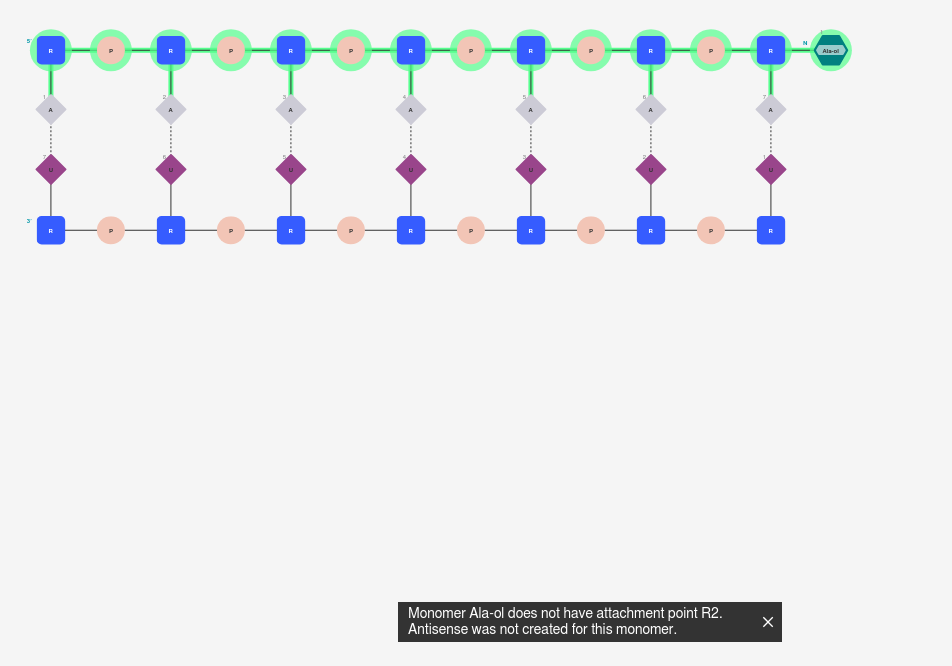 5' R P R P R P R P R P R P R N Ala-ol
1 2 3 4 5 6 7
A A A A A A A
7 6 5 4 3 2 1
U U U U U U U
3' R P R P R P R P R P R P R
Monomer Ala-ol does not have attachment point R2.
Antisense was not created for this monomer.